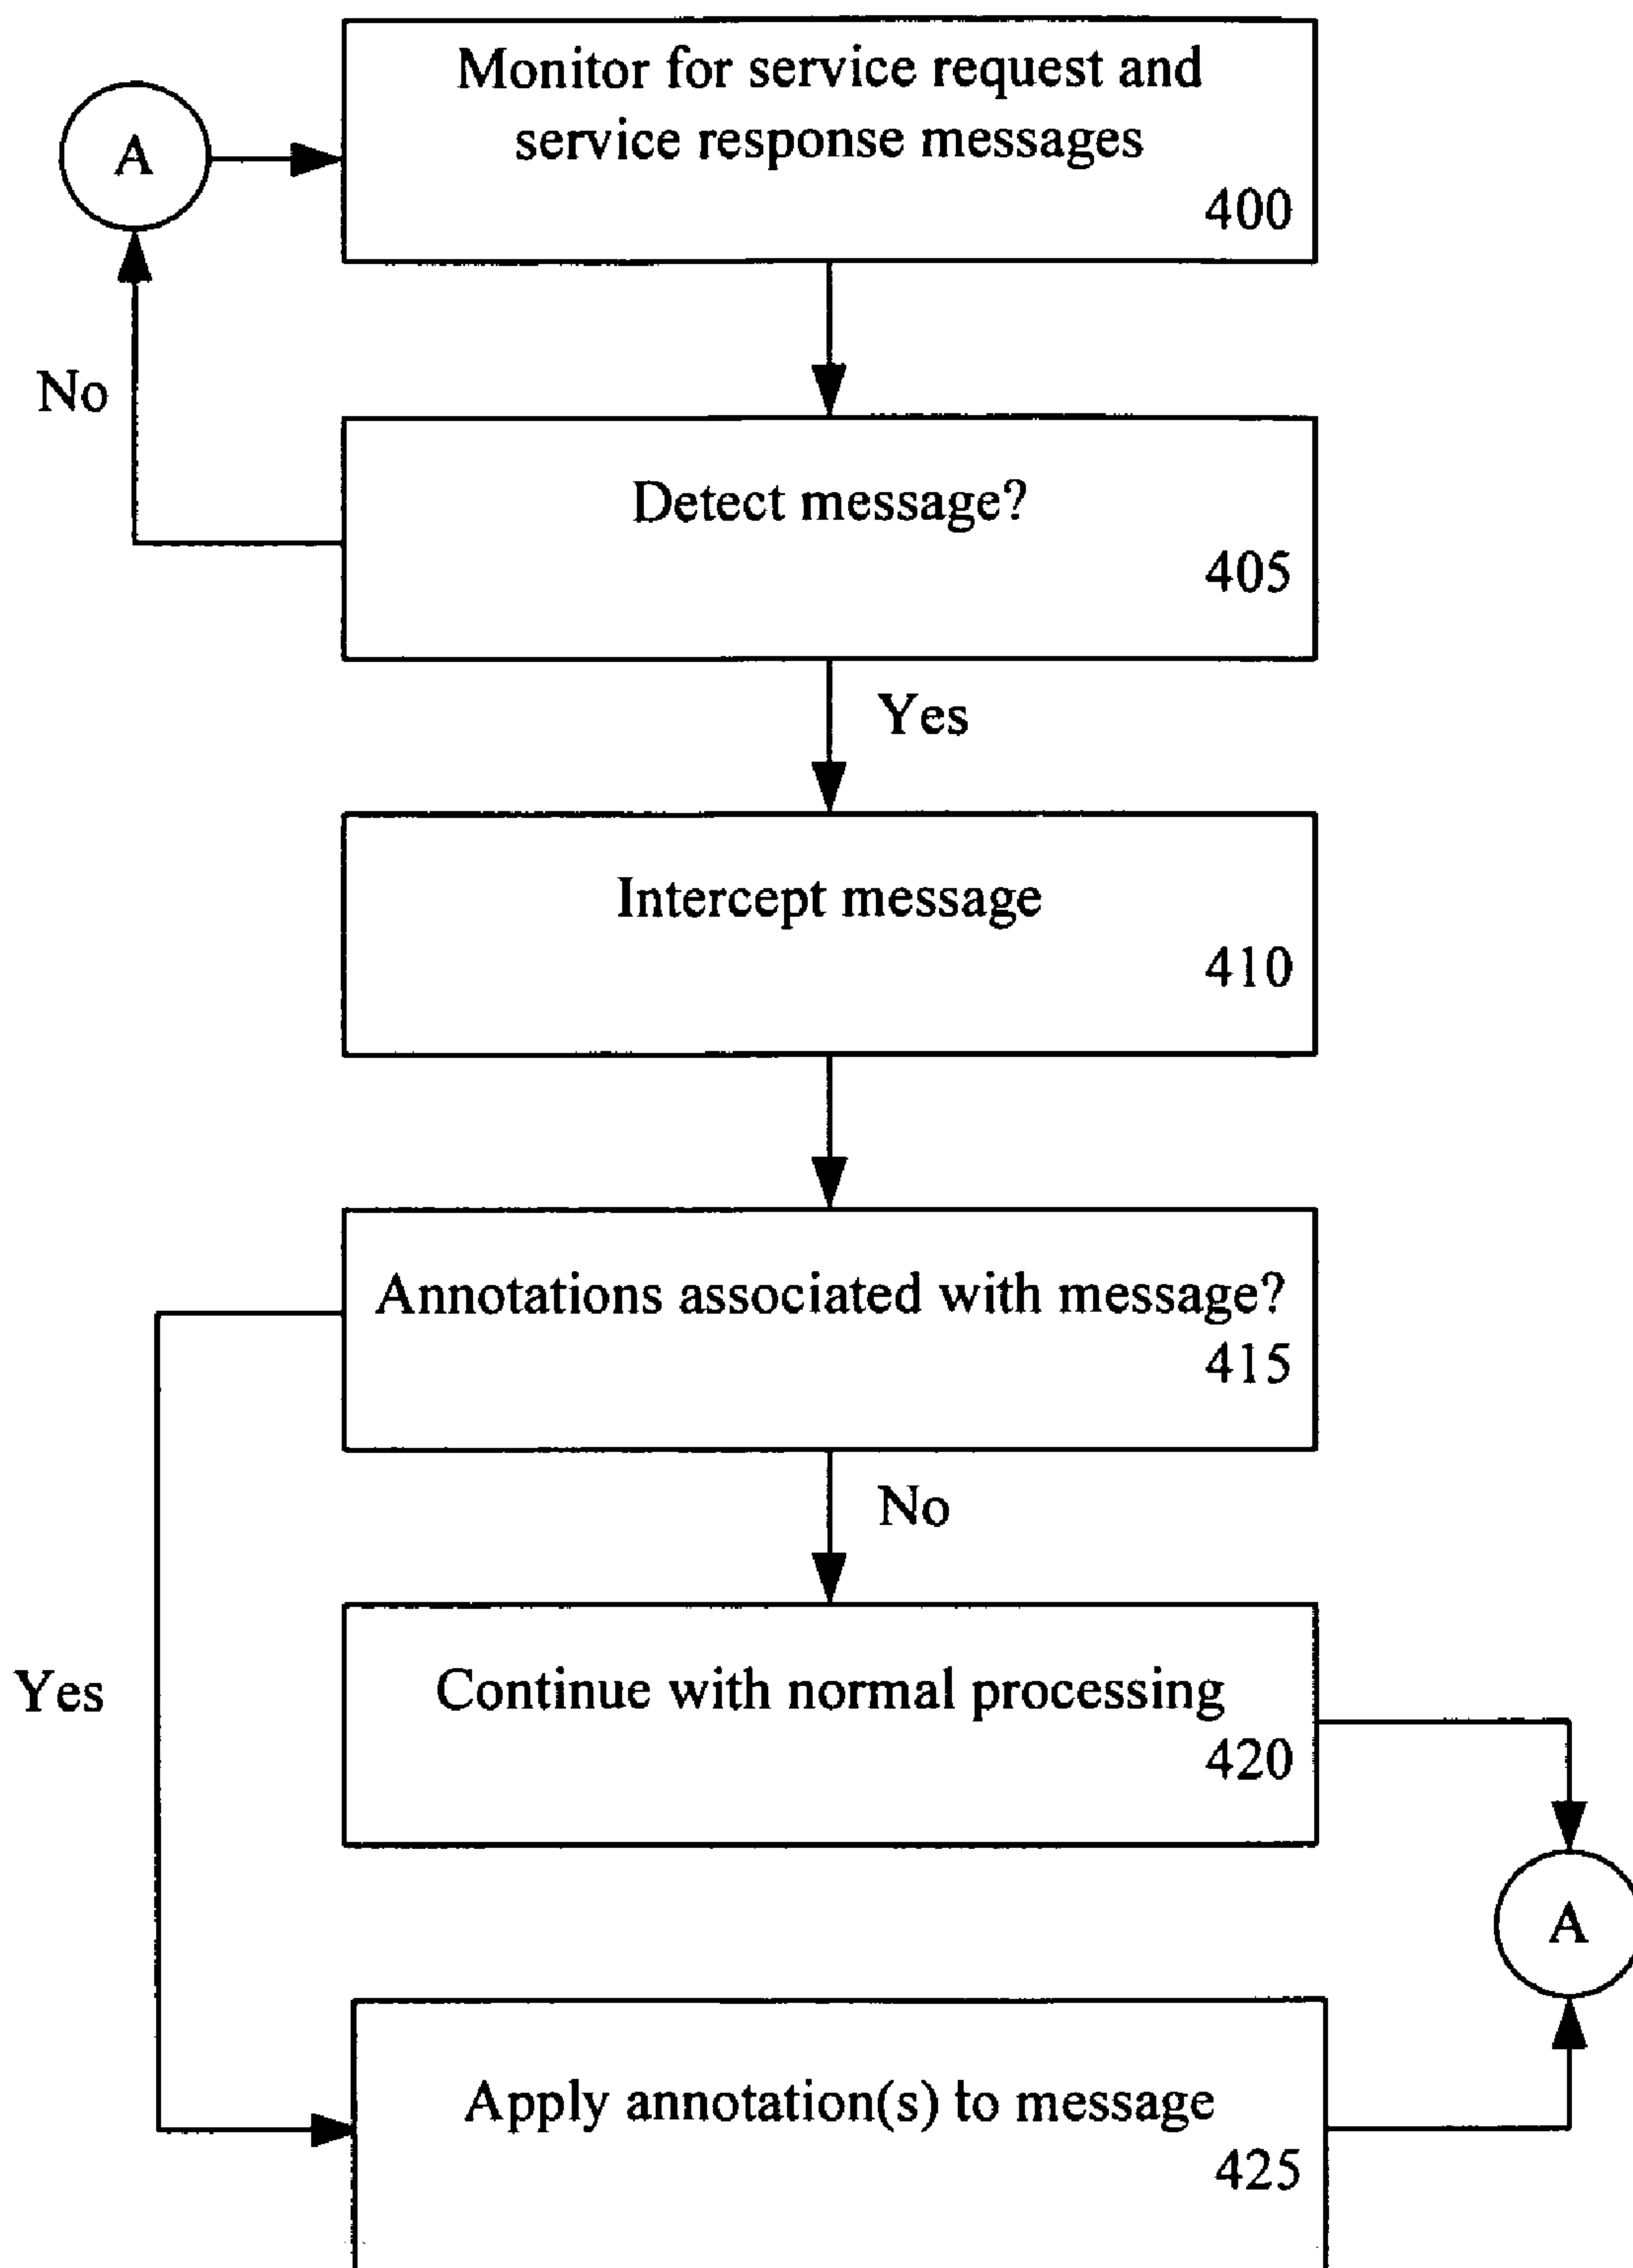 Monitor for service request and
service response messages
400
A
No
Detect message?
405
Yes
Intercept message
410
Annotations associated with message?
415
No
Yes
Continue with normal processing
420
A
Apply annotation(s) to message
425